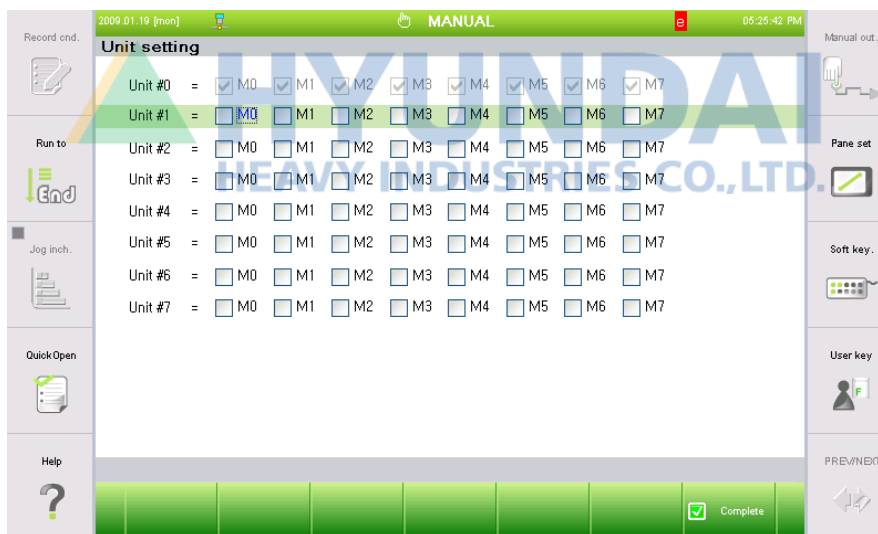 2009.01.19 [mon] MANUAL e 05:25:42 PM
Unit setting
Unit #0 = M0 M1 M2 M3 M4 M5 M6 M7
Unit #1 = M0 M1 M2 M3 M4 M5 M6 M7
Unit #2 = M0 M1 M2 M3 M4 M5 M6 M7
Unit #3 = M0 M1 M2 M3 M4 M5 M6 M7
Unit #4 = M0 M1 M2 M3 M4 M5 M6 M7
Unit #5 = M0 M1 M2 M3 M4 M5 M6 M7
Unit #6 = M0 M1 M2 M3 M4 M5 M6 M7
Unit #7 = M0 M1 M2 M3 M4 M5 M6 M7
HYUNDAI
HEAVY INDUSTRIES CO.,LTD.
Record cnd.
Run to
End
Jog inch.
QuickOpen
Help
?
Manual out.
Pane set
Soft key.
User key
F
PREV/NEXT
Complete